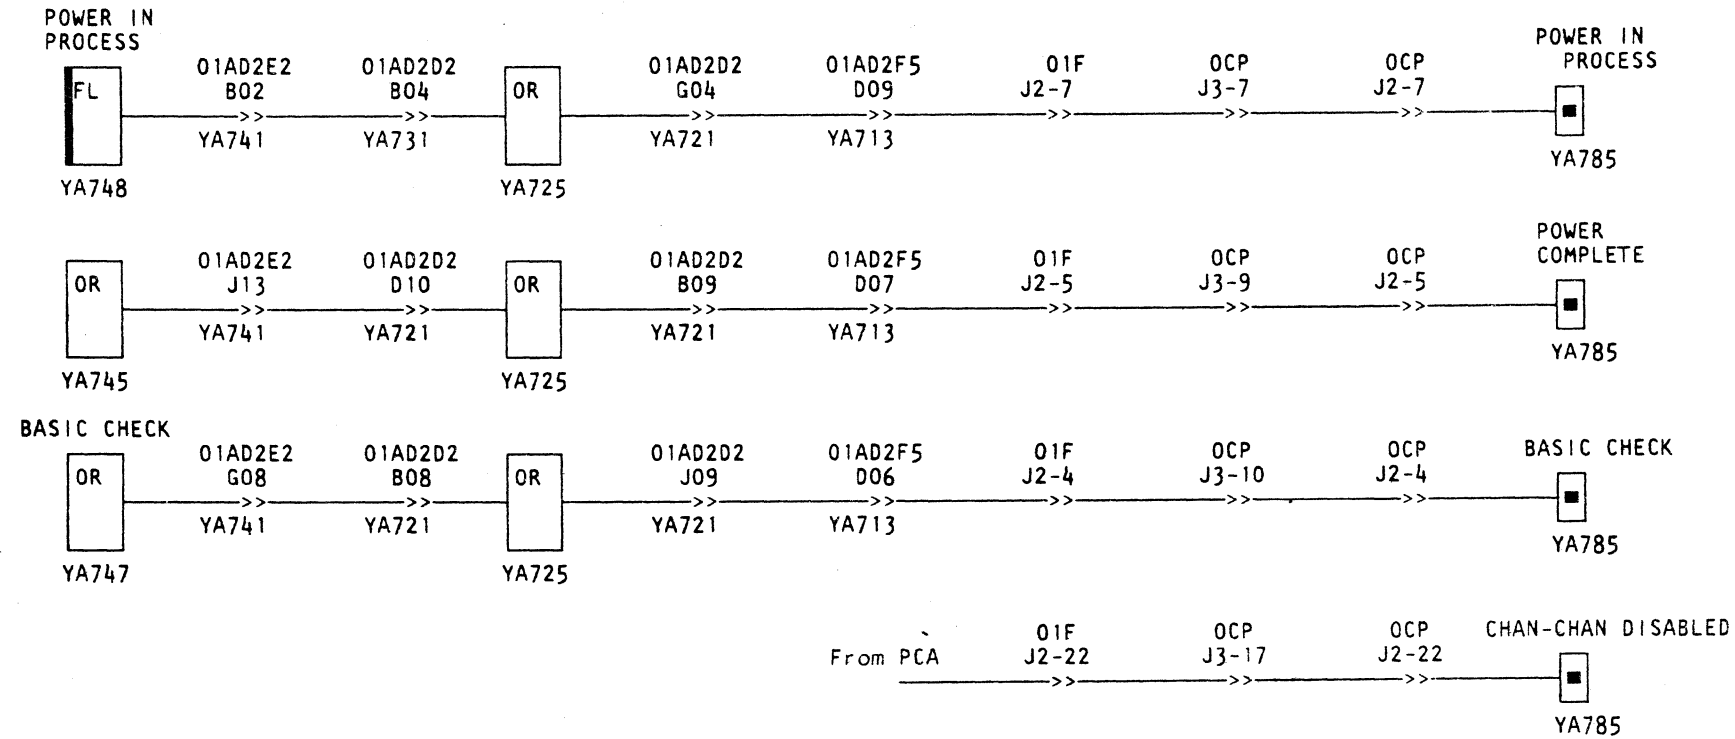 POWER IN
PROCESS
POWER IN
PROCESS
01AD2E2 01AD2D2 01AD2D2 01AD2F5 01F OCP OCP
FL B02 B04 OR G04 D09 J2-7 J3-7 J2-7
>> >> >> >> >> >> >>
YA741 YA731 YA721 YA713
YA785
YA748 YA725
POWER
COMPLETE
01AD2E2 01AD2D2 01AD2D2 01AD2F5 01F OCP OCP
OR J13 D10 OR B09 D07 J2-5 J3-9 J2-5
>> >> >> >> >> >> >>
YA741 YA721 YA721 YA713
YA785
YA745 YA725
BASIC CHECK
BASIC CHECK
01AD2E2 01AD2D2 01AD2D2 01AD2F5 01F OCP OCP
OR G08 B08 OR J09 D06 J2-4 J3-10 J2-4
>> >> >> >> >> >> >>
YA741 YA721 YA721 YA713
YA785
YA747 YA725
01F OCP OCP CHAN-CHAN DISABLED
From PCA J2-22 J3-17 J2-22
>> >> >>
YA785